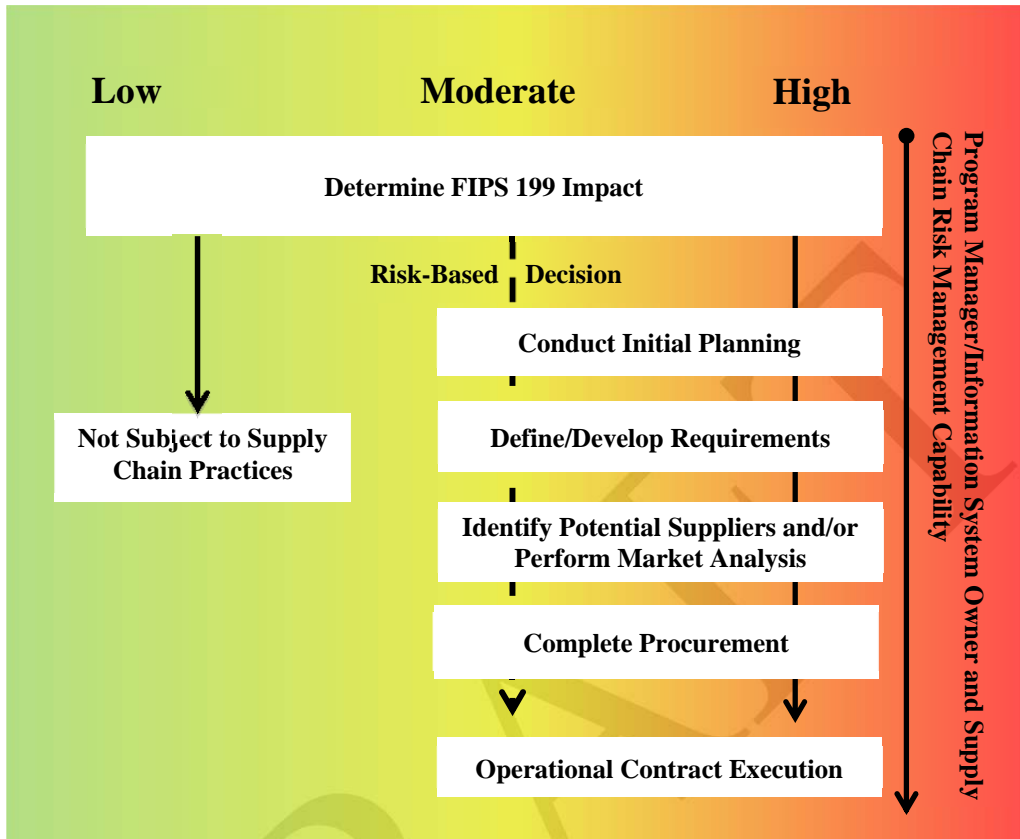 Low
Moderate
High
Determine FIPS 199 Impact
Risk-Based Decision
Conduct Initial Planning
Define/Develop Requirements
Not Subject to Supply
Chain Practices
Identify Potential Suppliers and/or
Perform Market Analysis
Complete Procurement
Operational Contract Execution
Program Manager/Information System Owner and Supply
Chain Risk Management Capability
DRAFT